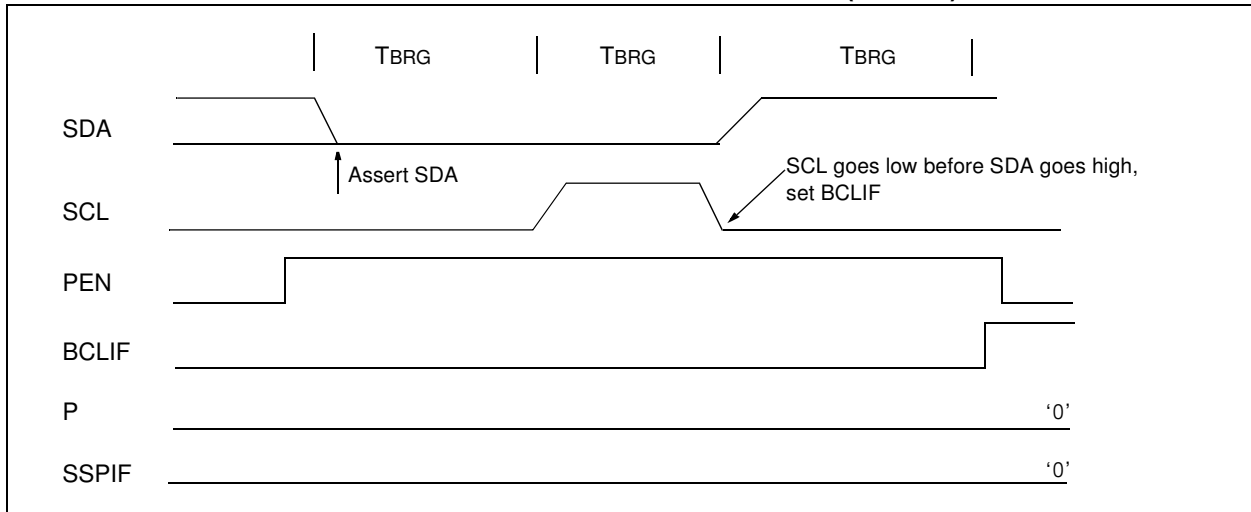 TBRG TBRG TBRG
SDA
Assert SDA
SCL goes low before SDA goes high,
set BCLIF
SCL
PEN
BCLIF
P
‘0’
SSPIF
‘0’